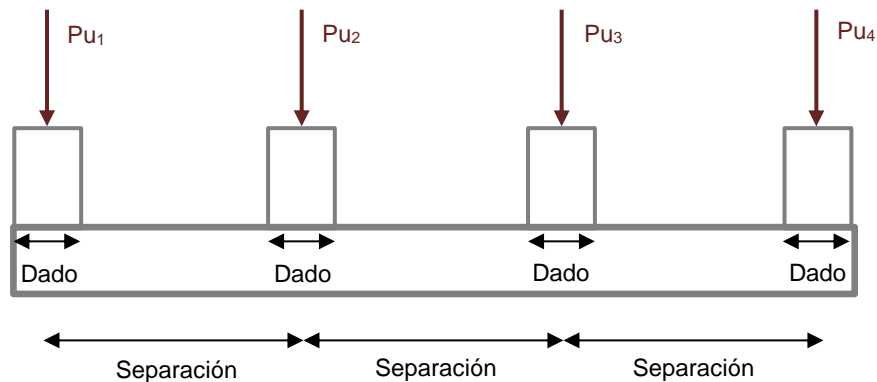 Pu₁
Pu₂
Pu₃
Pu₄
Dado
Dado
Dado
Dado
Separación
Separación
Separación